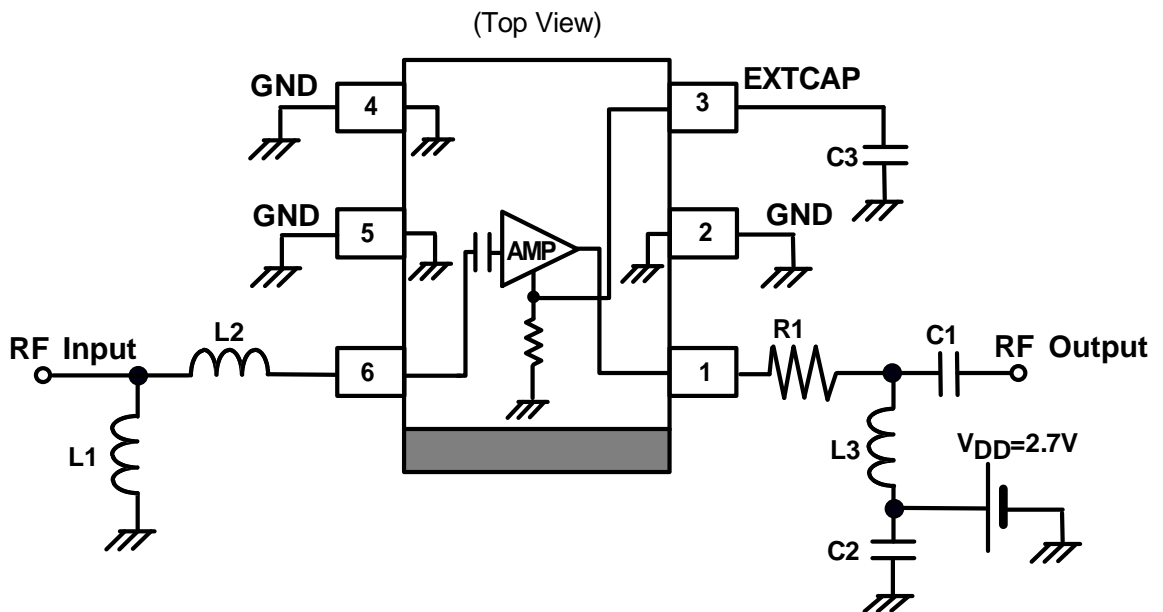 (Top View)
GND
4
3
EXTCAP
C3
GND
5
2
GND
AMP
L2
RF Input
6
1
R1
C1
RF Output
L1
L3
VDD=2.7V
C2